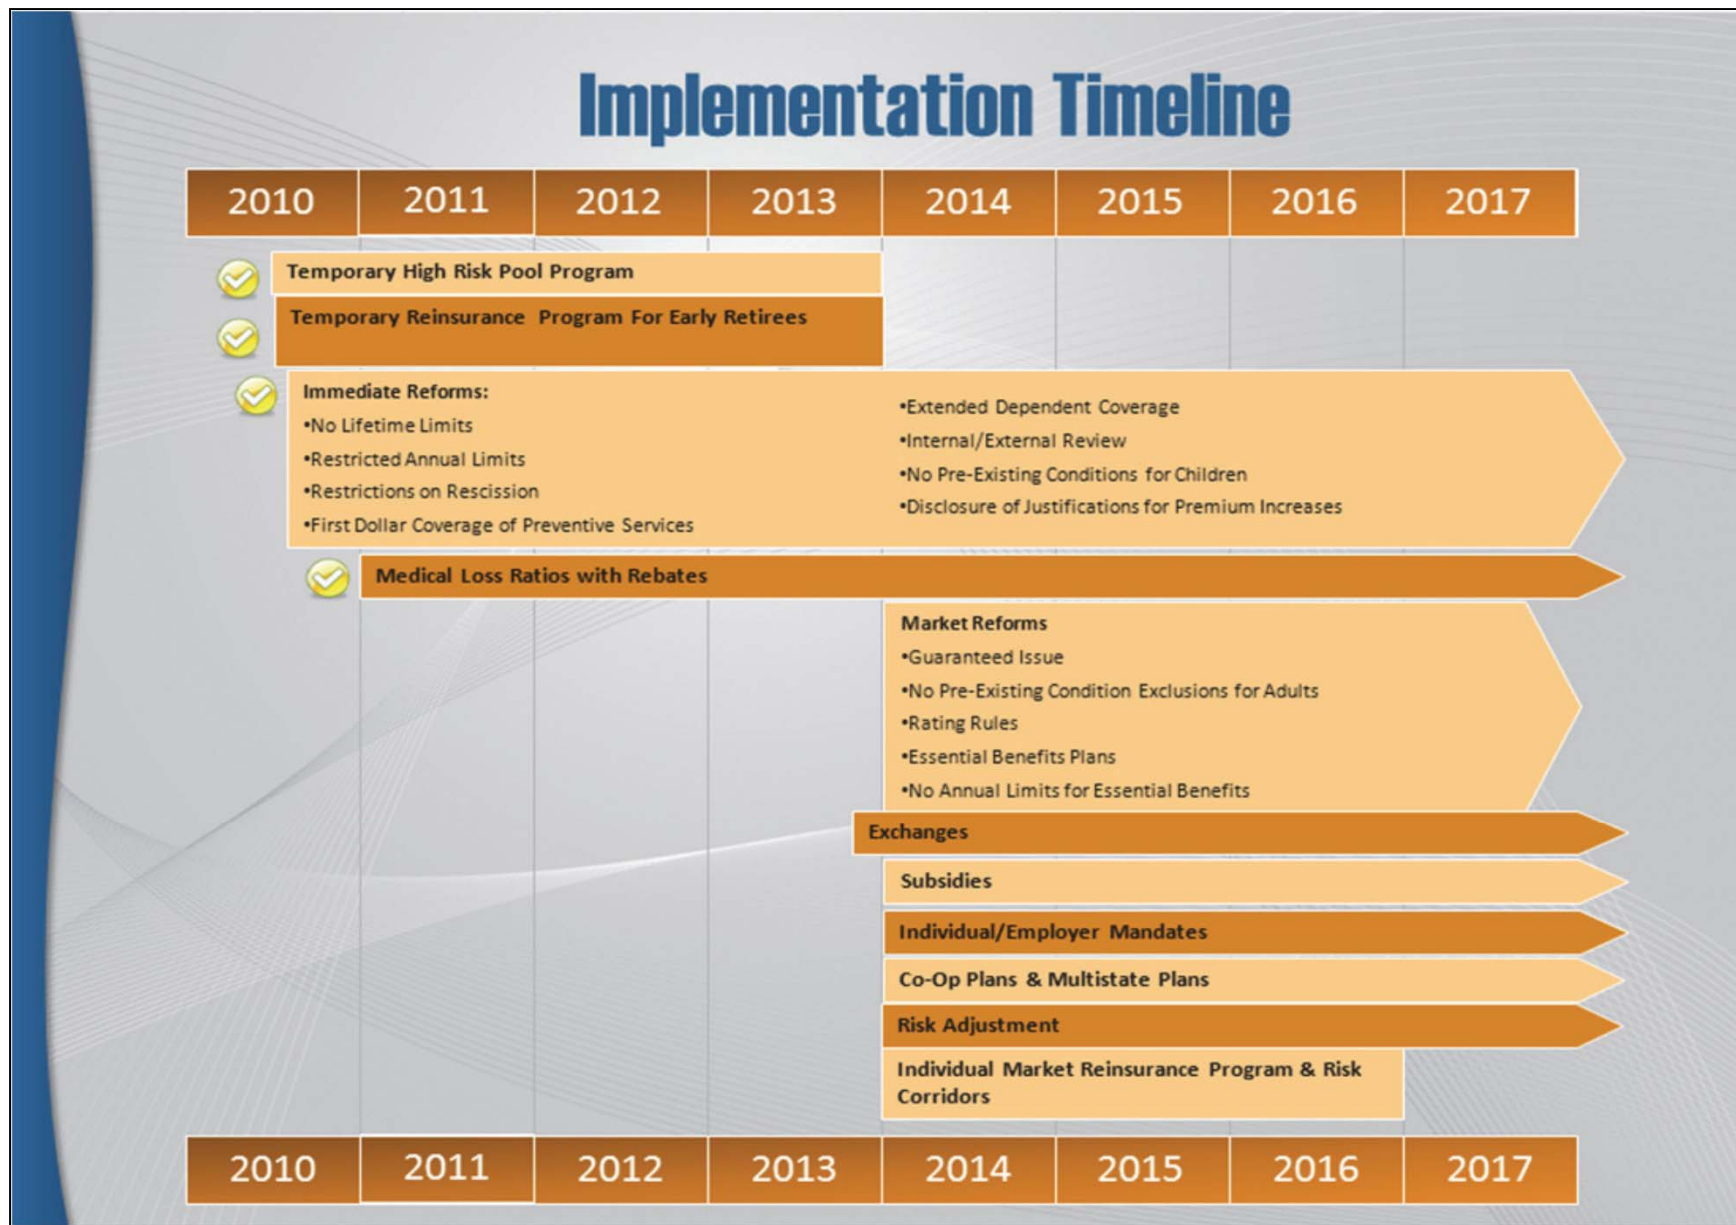 Implementation Timeline
2010 2011 2012 2013 2014 2015 2016 2017
Temporary High Risk Pool Program
Temporary Reinsurance Program For Early Retirees
Immediate Reforms:
•No Lifetime Limits
•Restricted Annual Limits
•Restrictions on Rescission
•First Dollar Coverage of Preventive Services
•Extended Dependent Coverage
•Internal/External Review
•No Pre-Existing Conditions for Children
•Disclosure of Justifications for Premium Increases
Medical Loss Ratios with Rebates
Market Reforms
•Guaranteed Issue
•No Pre-Existing Condition Exclusions for Adults
•Rating Rules
•Essential Benefits Plans
•No Annual Limits for Essential Benefits
Exchanges
Subsidies
Individual/Employer Mandates
Co-Op Plans & Multistate Plans
Risk Adjustment
Individual Market Reinsurance Program & Risk
Corridors
2010 2011 2012 2013 2014 2015 2016 2017